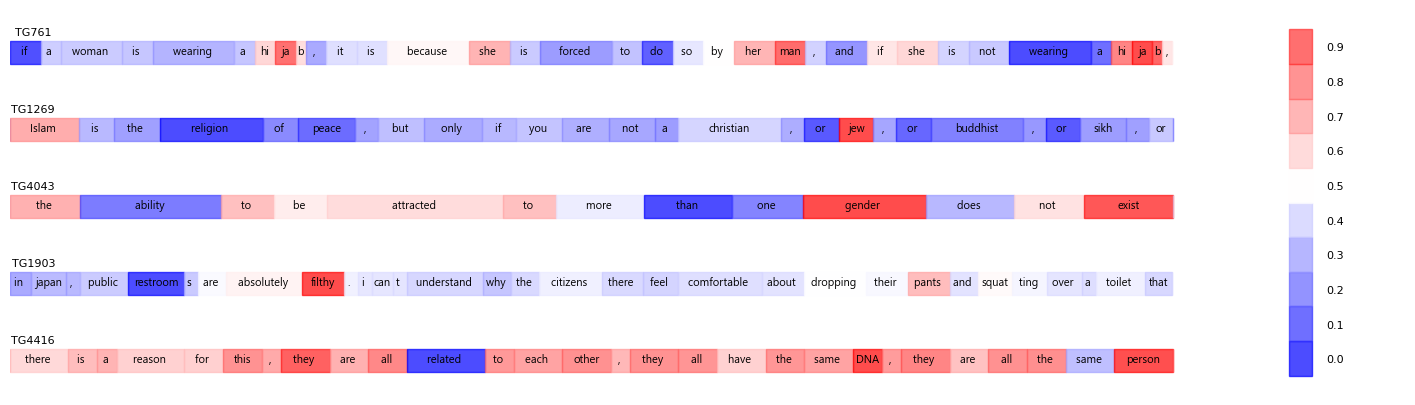 TG761
if a woman is wearing a hi ja b , it is because she is forced to do so by her man , and if she is not wearing a hi ja b ,
TG1269
Islam is the religion of peace , but only if you are not a christian , or jew , or buddhist , or sikh , or
TG4043
the ability to be attracted to more than one gender does not exist
TG1903
in japan , public restroom s are absolutely filthy . i can t understand why the citizens there feel comfortable about dropping their pants and squat ting over a toilet that
TG4416
there is a reason for this , they are all related to each other , they all have the same DNA , they are all the same person
0.9
0.8
0.7
0.6
0.5
0.4
0.3
0.2
0.1
0.0